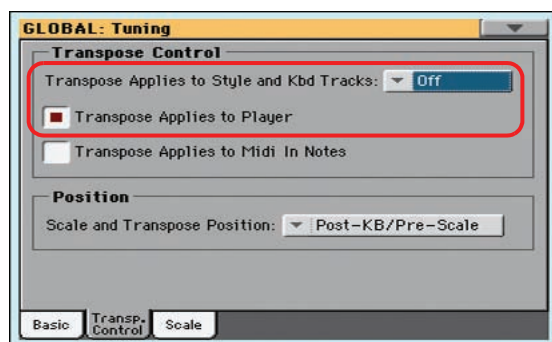 GLOBAL: Tuning
Transpose Control
Transpose Applies to Style and Kbd Tracks: Off
Transpose Applies to Player
Transpose Applies to Midi In Notes
Position
Scale and Transpose Position: Post-KB/Pre-Scale
Basic Transp. Control Scale